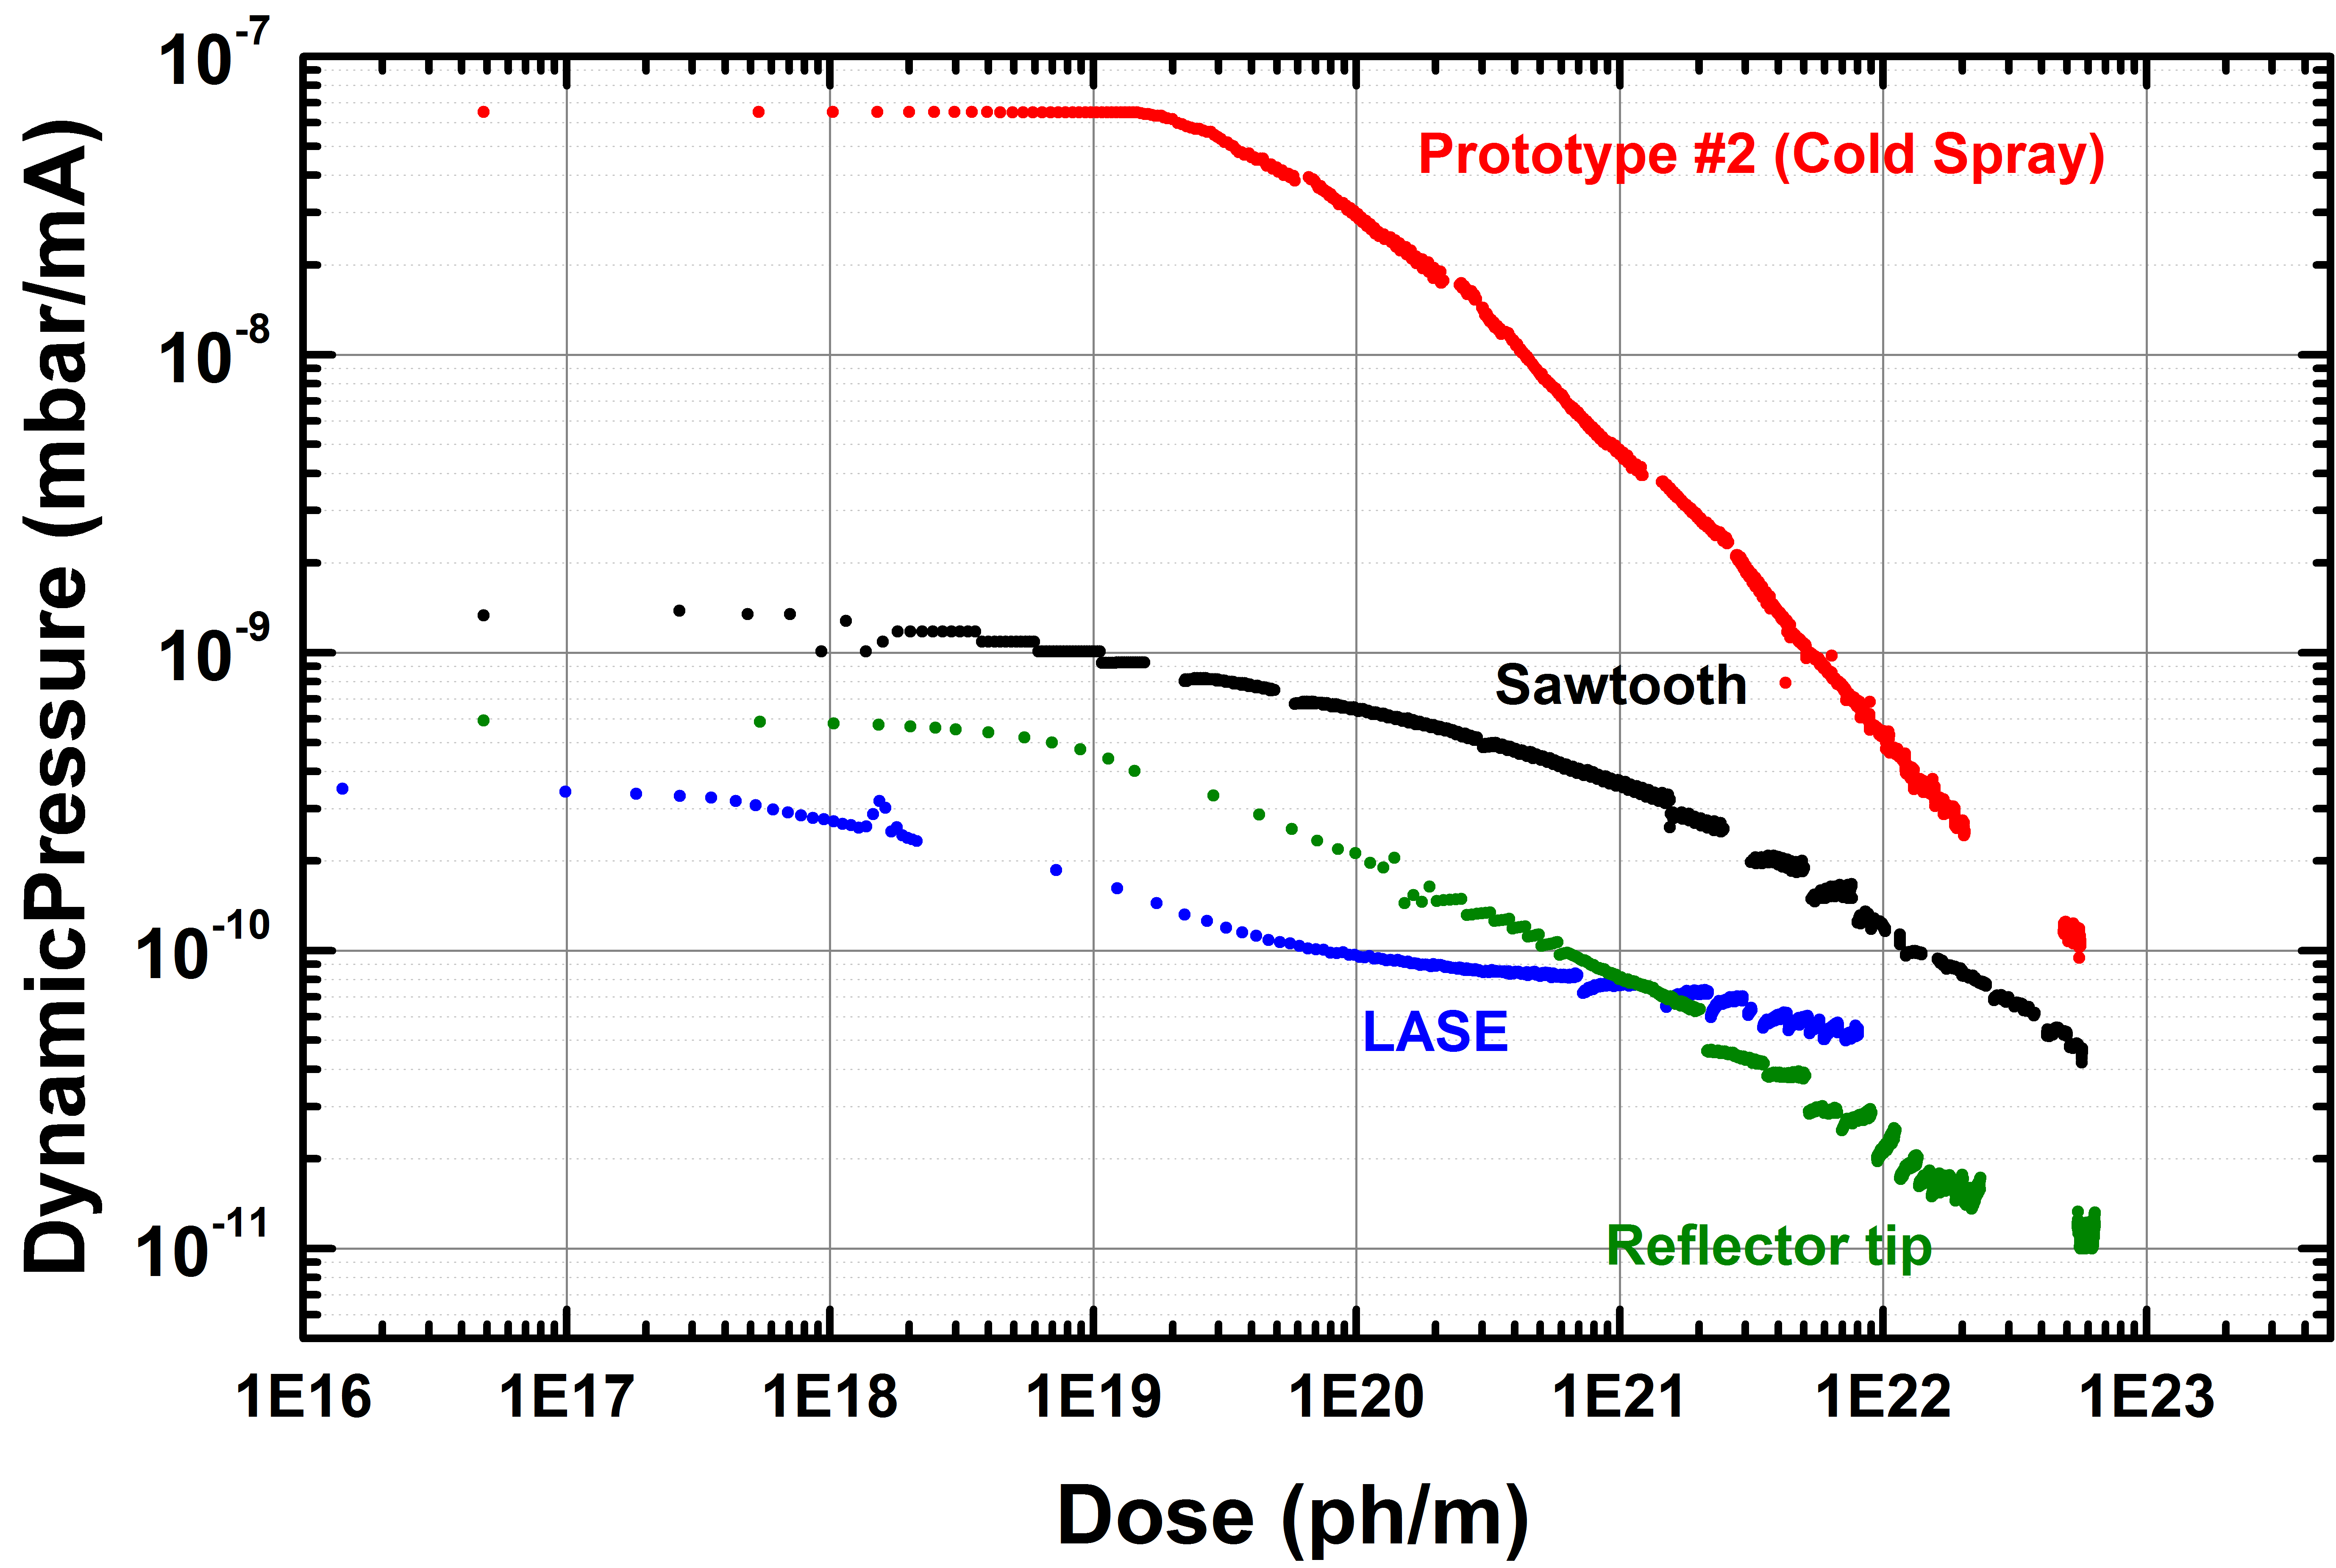 DynamicPressure (mbar/mA)
10-7
10-8
10-9
10-10
10-11
Prototype #2 (Cold Spray)
Sawtooth
LASE
Reflector tip
1E16 1E17 1E18 1E19 1E20 1E21 1E22 1E23
Dose (ph/m)